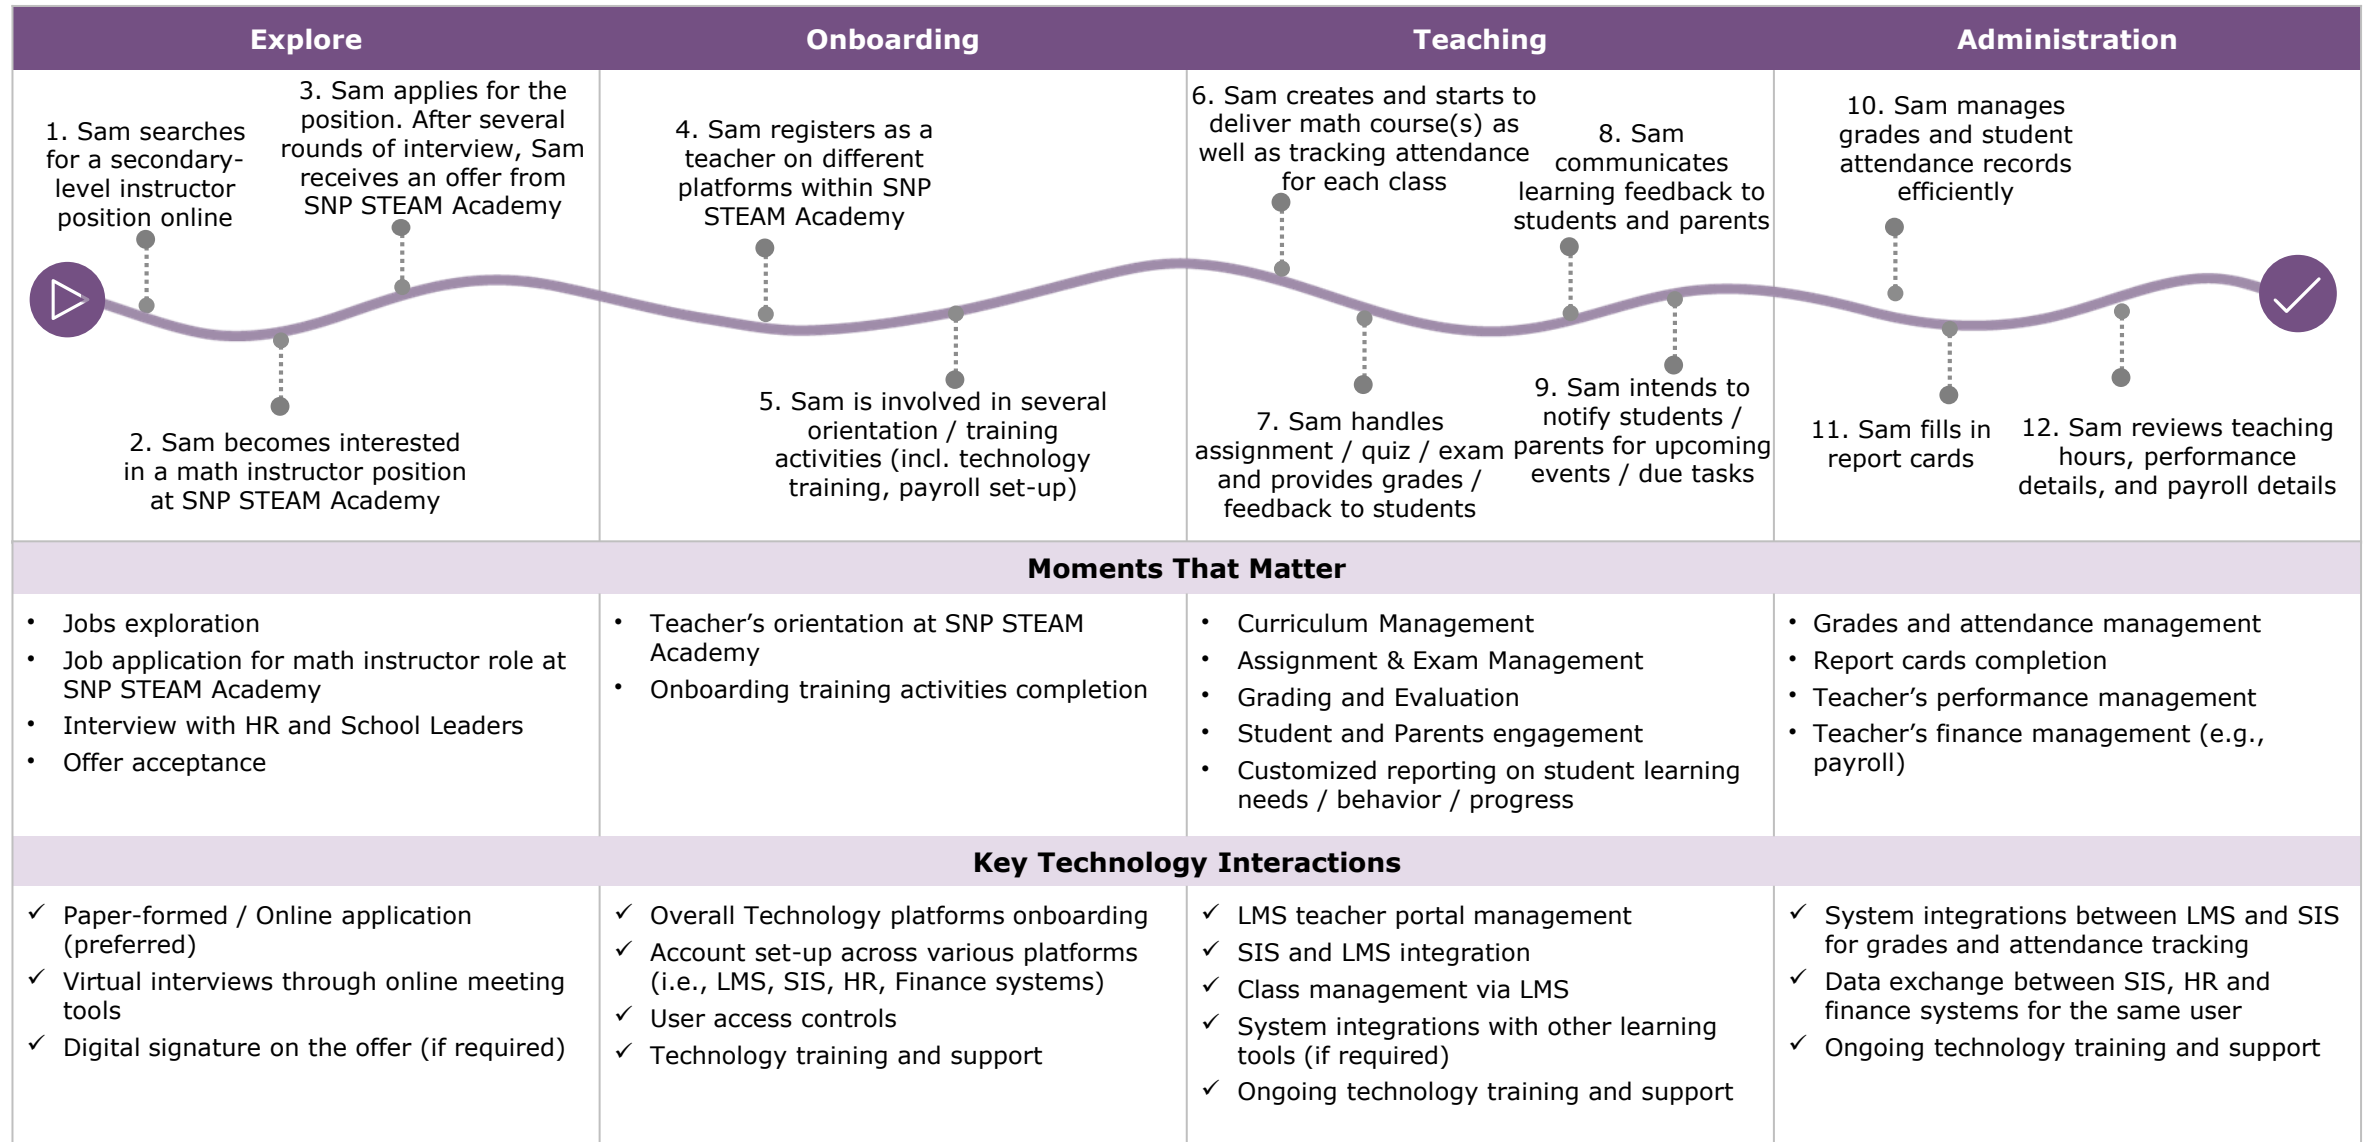 Explore
Onboarding
Teaching
Administration
1. Sam searches
for a secondary-
level instructor
position online
2. Sam becomes interested
in a math instructor position
at SNP STEAM Academy
3. Sam applies for the
position. After several
rounds of interview, Sam
receives an offer from
SNP STEAM Academy
4. Sam registers as a
teacher on different
platforms within SNP
STEAM Academy
5. Sam is involved in several
orientation / training
activities (incl. technology
training, payroll set-up)
6. Sam creates and starts to
deliver math course(s) as
well as tracking attendance
for each class
7. Sam handles
assignment / quiz / exam
and provides grades /
feedback to students
8. Sam
communicates
learning feedback to
students and parents
9. Sam intends to
notify students /
parents for upcoming
events / due tasks
10. Sam manages
grades and student
attendance records
efficiently
11. Sam fills in
report cards
12. Sam reviews teaching
hours, performance
details, and payroll details
Moments That Matter
• Jobs exploration
• Job application for math instructor role at
SNP STEAM Academy
• Interview with HR and School Leaders
• Offer acceptance
• Teacher’s orientation at SNP STEAM
Academy
• Onboarding training activities completion
• Curriculum Management
• Assignment & Exam Management
• Grading and Evaluation
• Student and Parents engagement
• Customized reporting on student learning
needs / behavior / progress
• Grades and attendance management
• Report cards completion
• Teacher’s performance management
• Teacher’s finance management (e.g.,
payroll)
Key Technology Interactions
✓ Paper-formed / Online application
(preferred)
✓ Virtual interviews through online meeting
tools
✓ Digital signature on the offer (if required)
✓ Overall Technology platforms onboarding
✓ Account set-up across various platforms
(i.e., LMS, SIS, HR, Finance systems)
✓ User access controls
✓ Technology training and support
✓ LMS teacher portal management
✓ SIS and LMS integration
✓ Class management via LMS
✓ System integrations with other learning
tools (if required)
✓ Ongoing technology training and support
✓ System integrations between LMS and SIS
for grades and attendance tracking
✓ Data exchange between SIS, HR and
finance systems for the same user
✓ Ongoing technology training and support